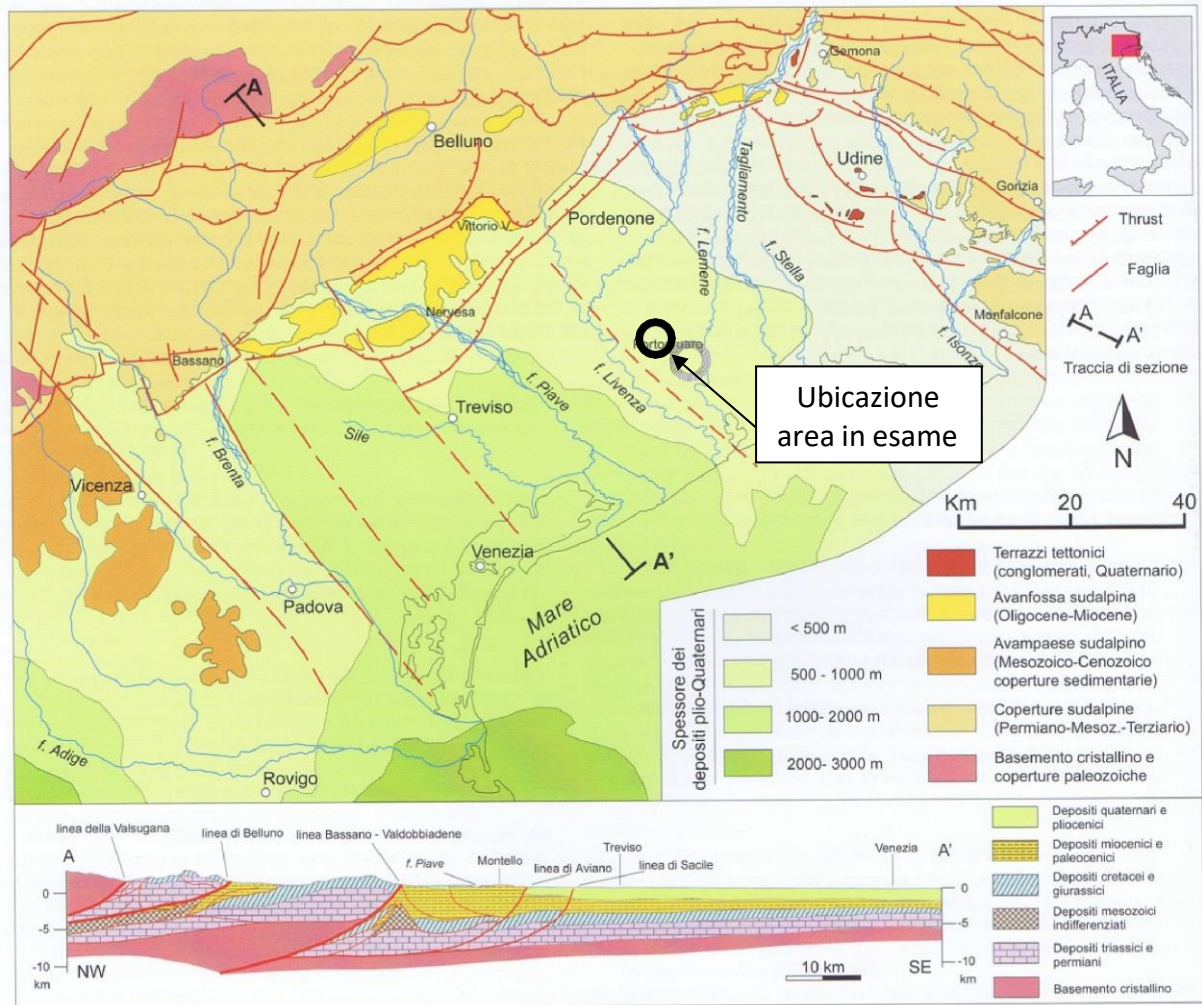 A
Gemona
ITALIA
Belluno
Tagliamento
Udine
Gorizia
Vittorio V.
Pordenone
f. Lemene
f. Stella
Thrust
Nervesa
Monfalcone
Faglia
f. Isonzo
A
A'
Traccia di sezione
Bassano
f. Livenza
f. Piave
Ubicazione
area in esame
Treviso
Sile
f. Brenta
N
Vicenza
Km 20 40
Venezia
A'
Padova
Mare
Adriatico
Spessore dei
depositi plio-Quaternari
< 500 m
500 - 1000 m
1000- 2000 m
2000- 3000 m
Terrazzi tettonici
(conglomerati, Quaternario)
Avanfossa sudalpina
(Oligocene-Miocene)
Avampaese sudalpino
(Mesozoico-Cenozoico
coperture sedimentarie)
Coperture sudalpine
(Permiano-Mesoz.-Terziario)
Basamento cristallino e
coperture paleozoiche
f. Adige
Rovigo
linea della Valsugana
linea di Belluno
linea Bassano - Valdobbiadene
f. Piave
Montello
linea di Aviano
Treviso
linea di Sacile
Venezia
A
A'
0
-5
-10
km
NW
0
-5
-10
km
SE
10 km
Depositi quaternari e
pliocenici
Depositi miocenici e
paleocenici
Depositi cretacei e
giurassici
Depositi mesozoici
indifferenziati
Depositi triassici e
permiani
Basemento cristallino